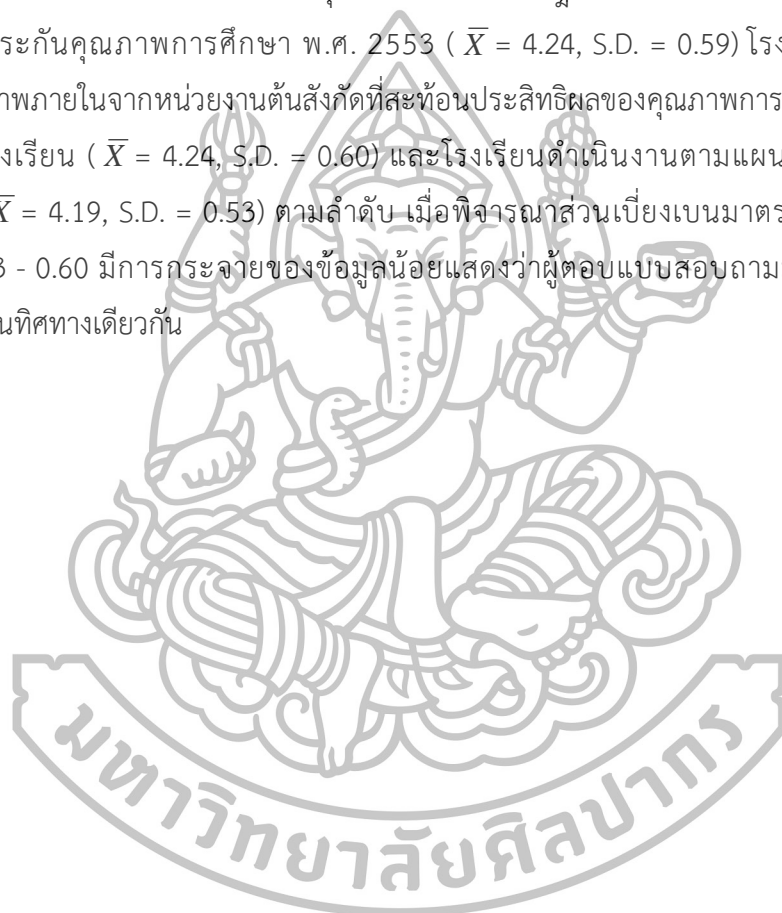 ระกันคุณภาพการศึกษา พ.ศ. 2553 ( X̅ = 4.24, S.D. = 0.59) โรง
าพภายในจากหน่วยงานต้นสังกัดที่สะท้อนประสิทธิผลของคุณภาพการ
งเรียน ( X̅ = 4.24, S.D. = 0.60) และโรงเรียนดำเนินงานตามแผน
X̅ = 4.19, S.D. = 0.53) ตามลำดับ เมื่อพิจารณาส่วนเบี่ยงเบนมาตร
3 - 0.60 มีการกระจายของข้อมูลน้อยแสดงว่าผู้ตอบแบบสอบถาม
นทิศทางเดียวกัน
มหาวิทยาลัยศิลปากร